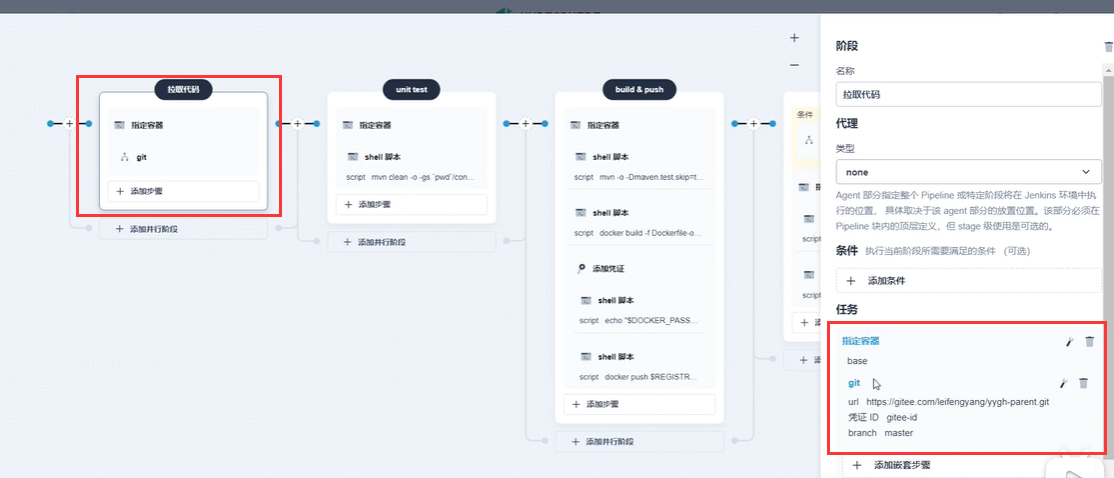 拉取代码
指定容器
git
添加步骤
添加并行阶段
unit test
指定容器
shell 脚本
script mvn clean -o -gs `pwd`/con...
添加步骤
添加并行阶段
build & push
指定容器
shell 脚本
script mvn -o -Dmaven.test.skip=t...
shell 脚本
script docker build -f Dockerfile-o...
添加凭证
shell 脚本
script echo "$DOCKER_PASS...
shell 脚本
script docker push $REGISTR...
添加步骤
添加并行阶段
条件
script
script
阶段
名称
拉取代码
代理
类型
none
Agent 部分指定整个 Pipeline 或特定阶段将在 Jenkins 环境中执
行的位置， 具体取决于该 agent 部分的放置位置。该部分必须在
Pipeline 块内的顶层定义，但 stage 级使用是可选的。
条件 执行当前阶段所需要满足的条件 （可选）
添加条件
任务
指定容器
base
git
url https://gitee.com/leifengyang/yygh-parent.git
凭证 ID gitee-id
branch master
添加嵌套步骤